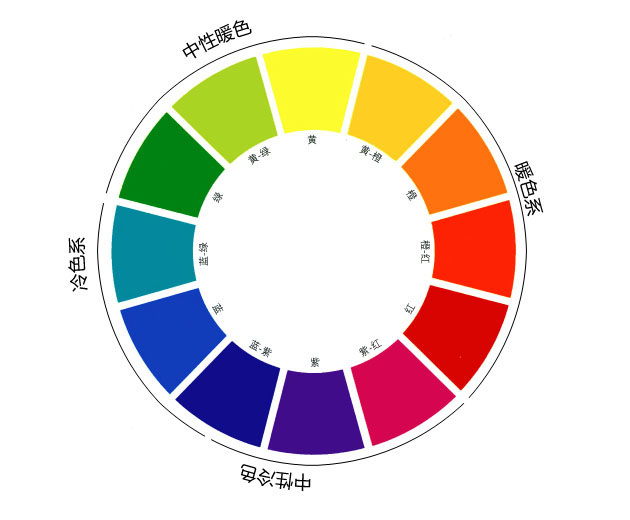 中性暖色
暖色系
中性冷色
冷色系
黄
黄-橙
橙
橙-红
红
紫-红
紫
蓝-紫
蓝
蓝-绿
绿
黄-绿